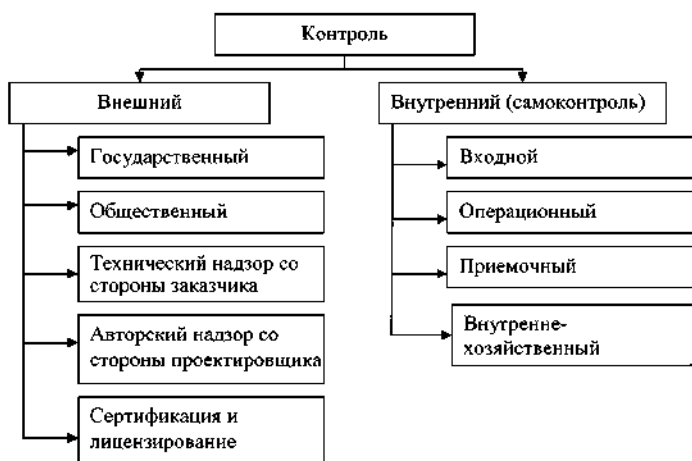 Контроль
Внешний
Государственный
Общественный
Технический надзор со
стороны заказчика
Авторский надзор со
стороны проектировщика
Сертификация и
лицензирование
Внутренний (самоконтроль)
Входной
Операционный
Приемочный
Внутренне-
хозяйственный